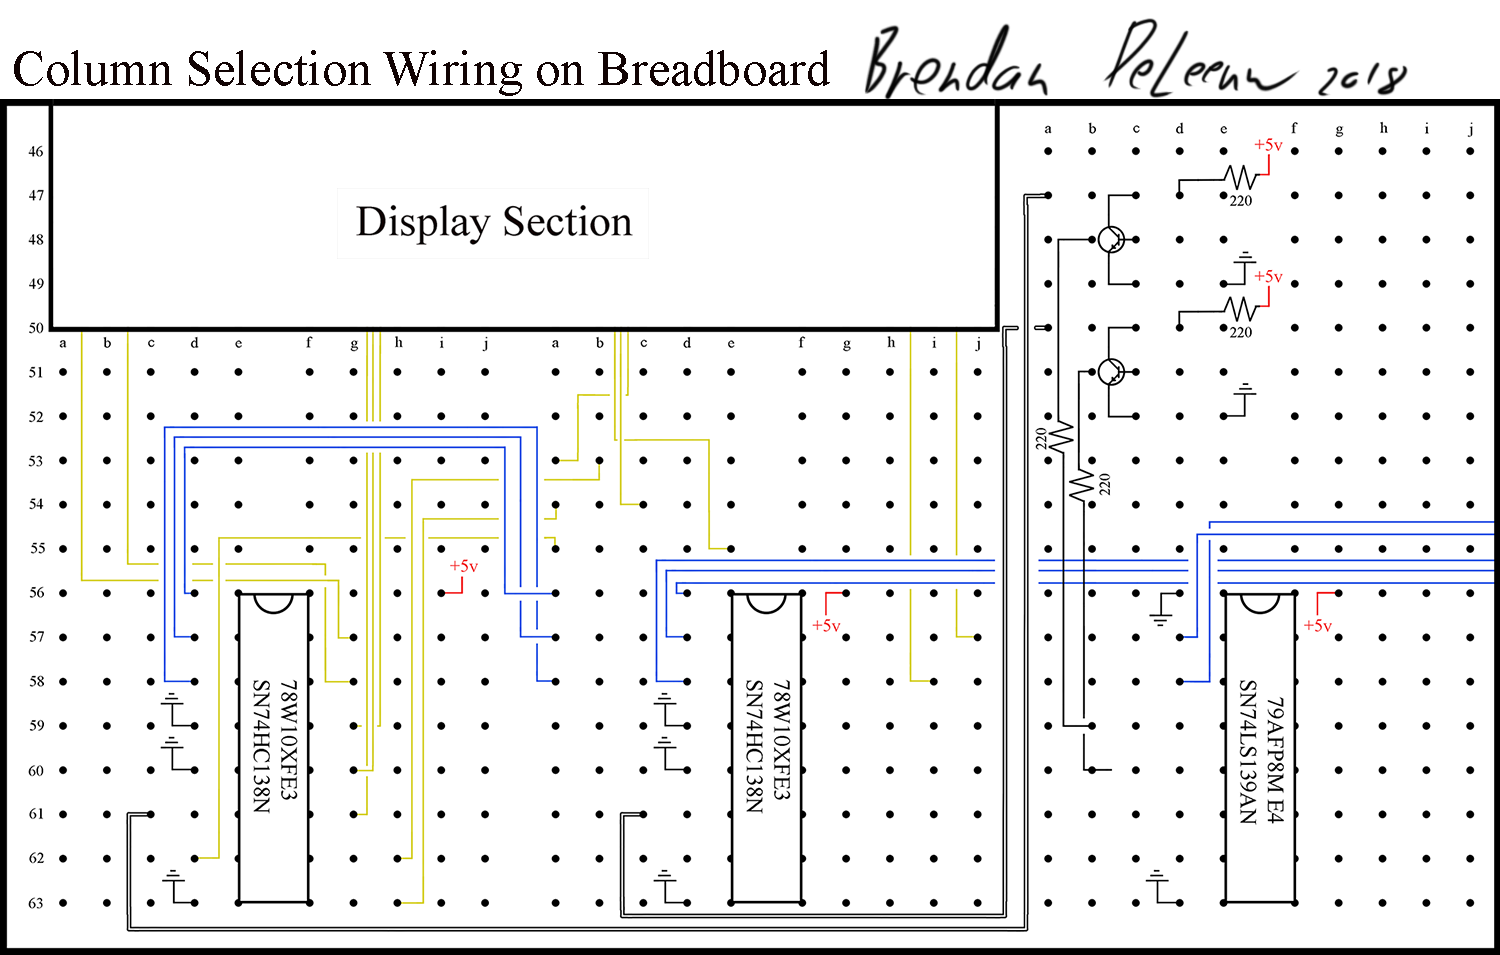 Column Selection Wiring on Breadboard Brendan DeLeeuw 2018
a b c d e f g h i j
46
+5v
47
220
Display Section
48
49
+5v
50
220
a b c d e f g h i j a b c d e f g h i j
51
52
220
53
220
54
55
+5v
56
+5v
+5v
57
58
78W10XFE3
SN74HC138N
78W10XFE3
SN74HC138N
79AFP8M E4
SN74LS139AN
59
60
61
62
63